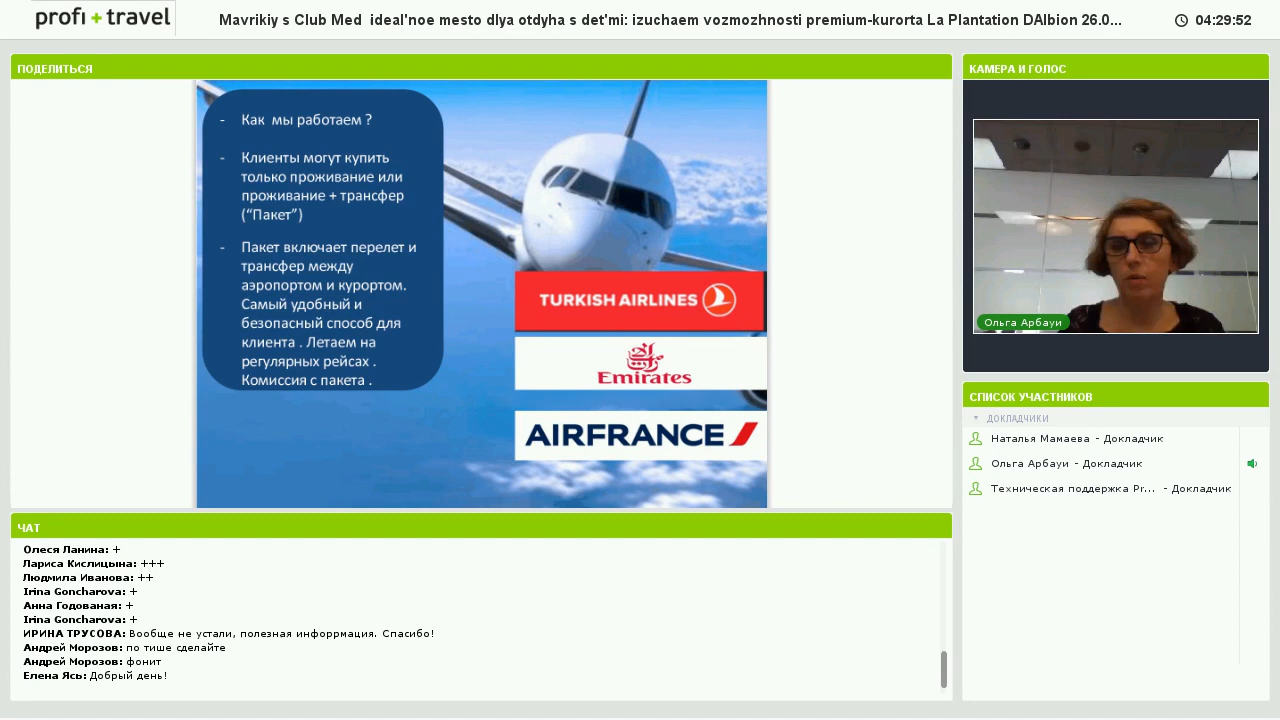 profi + travel
Mavrikiy s Club Med ideal'noe mesto dlya otdyha s det'mi: izuchaem vozmozhnosti premium-kurorta La Plantation DAlbion 26.0...
04:29:52
ПОДЕЛИТЬСЯ
- Как мы работаем ?
- Клиенты могут купить
только проживание или
проживание + трансфер
(“Пакет”)
- Пакет включает перелет и
трансфер между
аэропортом и курортом.
Самый удобный и
безопасный способ для
клиента . Летаем на
регулярных рейсах .
Комиссия с пакета .
TURKISH AIRLINES
Emirates
AIRFRANCE
КАМЕРА И ГОЛОС
Ольга Арбауи
СПИСОК УЧАСТНИКОВ
ДОКЛАДЧИКИ
Наталья Мамаева - Докладчик
Ольга Арбауи - Докладчик
Техническая поддержка Pr... - Докладчик
ЧАТ
Олеся Ланина: +
Лариса Кислицына: +++
Людмила Иванова: ++
Irina Goncharova: +
Анна Годованая: +
Irina Goncharova: +
ИРИНА ТРУСОВА: Вообще не устали, полезная инфоррмация. Спасибо!
Андрей Морозов: по тише сделайте
Андрей Морозов: фонит
Елена Ясь: Добрый день!